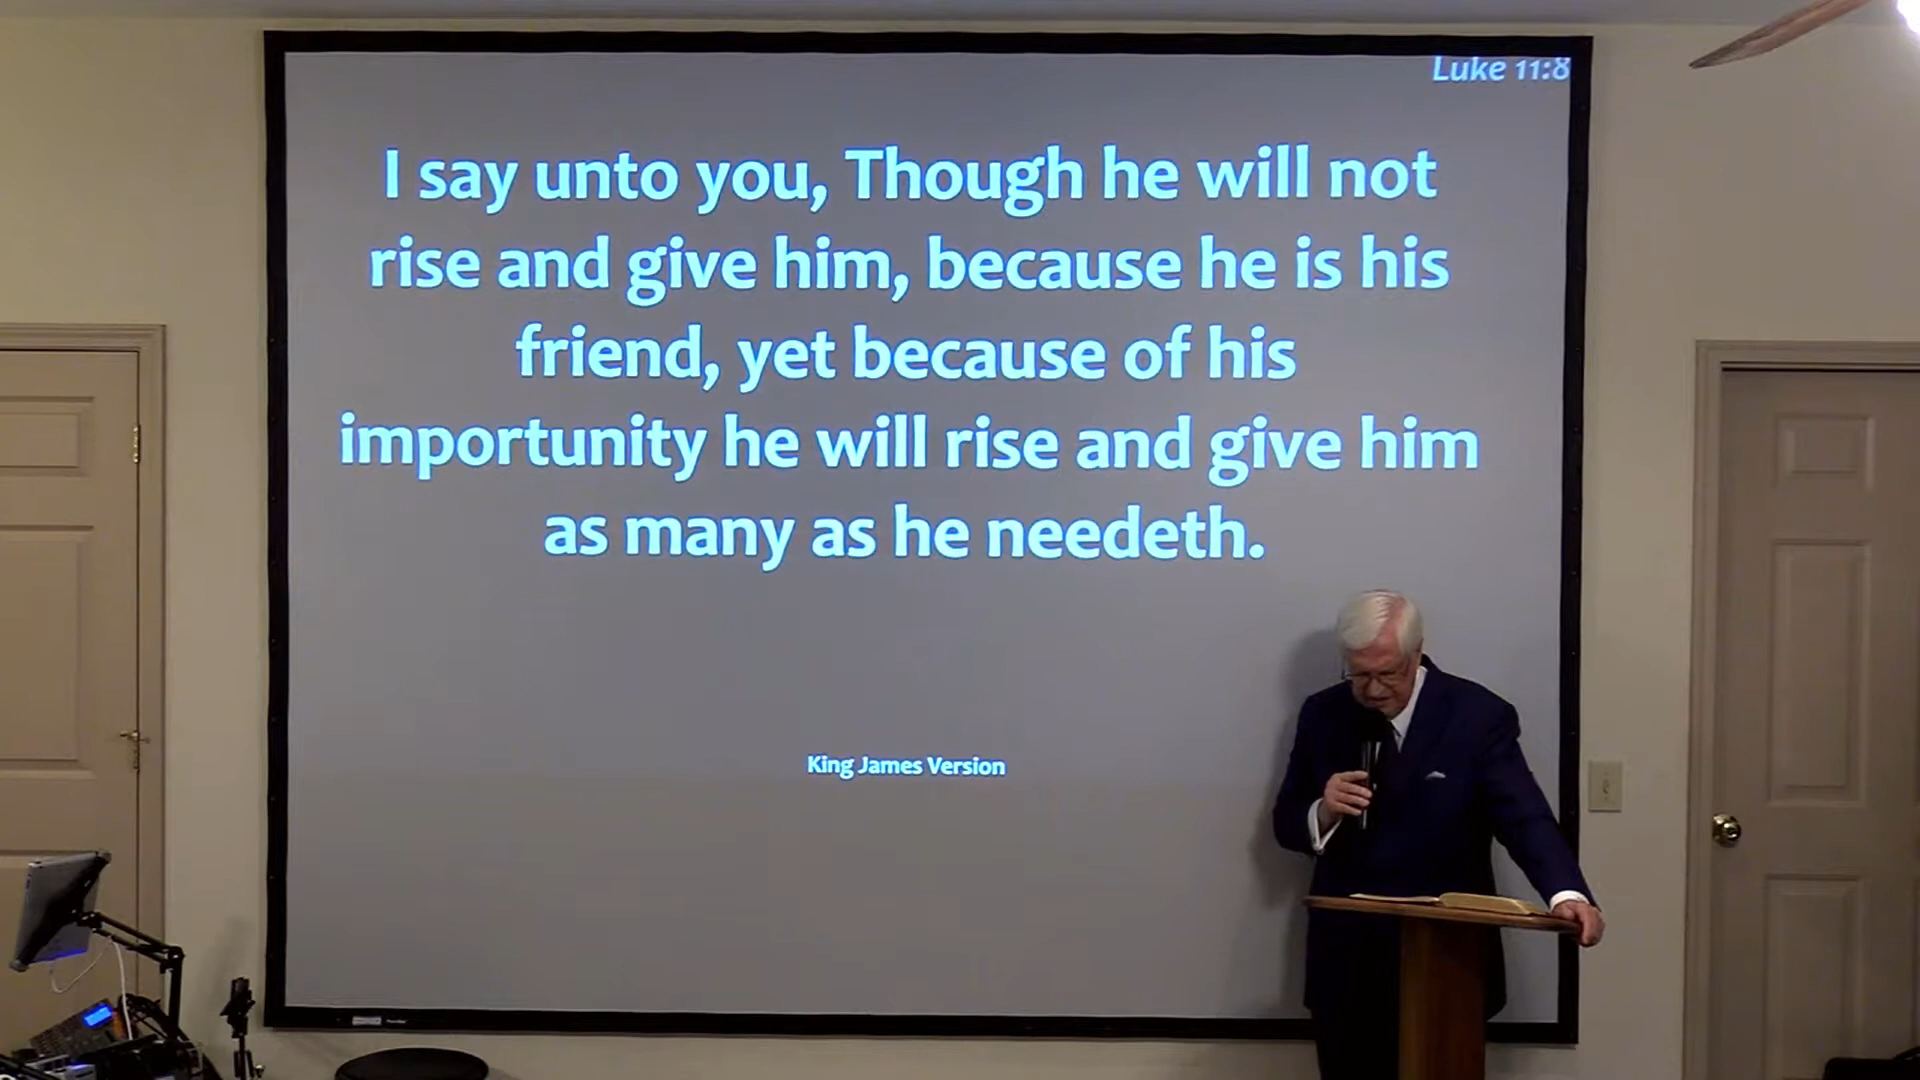 Luke 11:8
I say unto you, Though he will not
rise and give him, because he is his
friend, yet because of his
importunity he will rise and give him
as many as he needeth.
King James Version